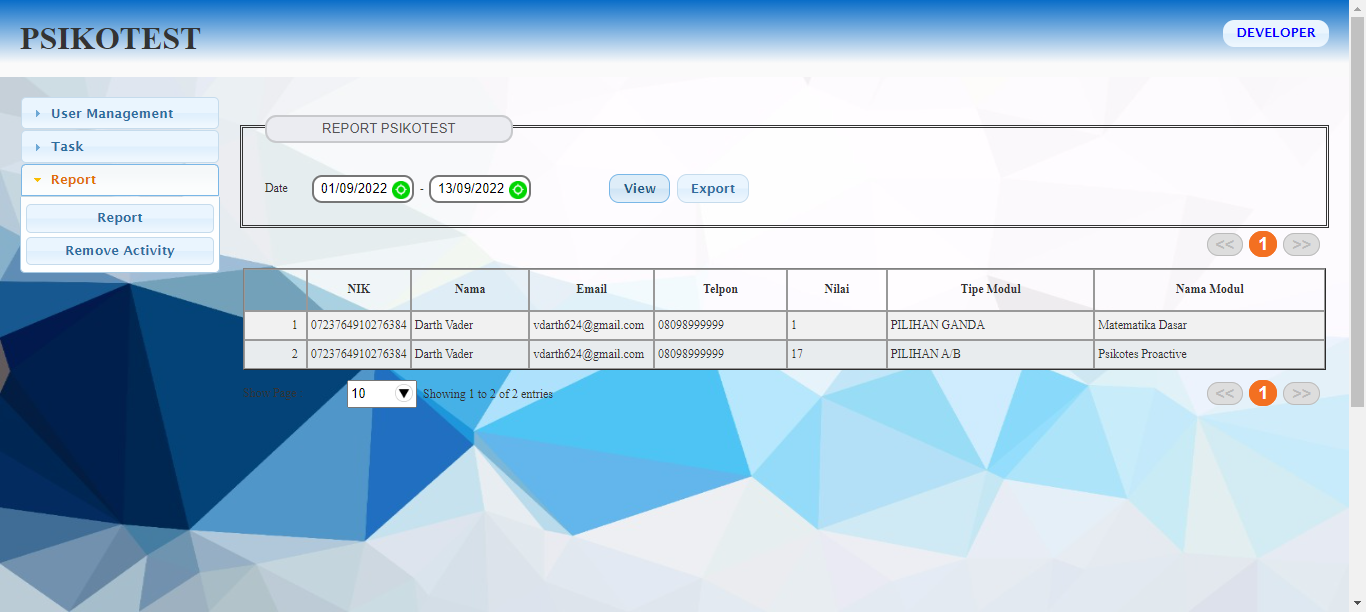 PSIKOTEST
DEVELOPER
User Management
Task
Report
Report
Remove Activity
REPORT PSIKOTEST
Date 01/09/2022 - 13/09/2022 View Export
<< 1 >>
NIK Nama Email Telpon Nilai Tipe Modul Nama Modul
1 0723764910276384 Darth Vader vdarth624@gmail.com 08098999999 1 PILIHAN GANDA Matematika Dasar
2 0723764910276384 Darth Vader vdarth624@gmail.com 08098999999 17 PILIHAN A/B Psikotes Proactive
Show Page 10 Showing 1 to 2 of 2 entries
<< 1 >>